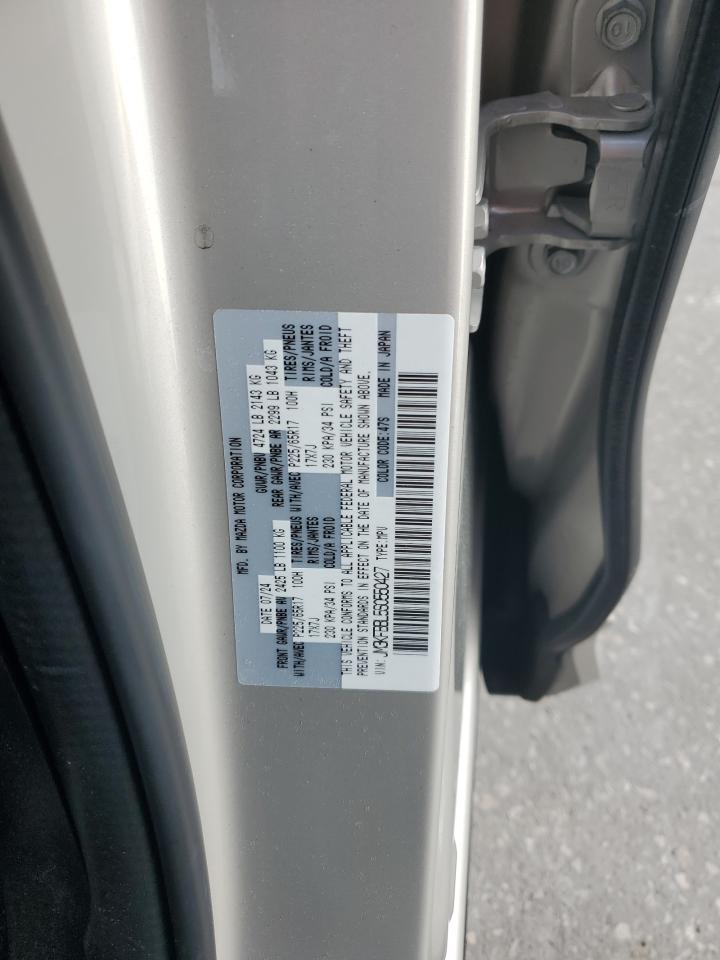 MFD. BY MAZDA MOTOR CORPORATION
DATE 07/24 GVWR/PNBV 4724 LB 2143 KG
FRONT GAWR/PNBE AV 2425 LB 1100 KG REAR GAWR/PNBE AR 2299 LB 1043 KG
WITH/AVEC P225/65R17 100H TIRES/PNEUS WITH/AVEC P225/65R17 100H TIRES/PNEUS
17X7J RIMS/JANTES 17X7J RIMS/JANTES
230 KPA/34 PSI COLD/A FROID 230 KPA/34 PSI COLD/A FROID
THIS VEHICLE CONFORMS TO ALL APPLICABLE FEDERAL MOTOR VEHICLE SAFETY AND THEFT
PREVENTION STANDARDS IN EFFECT ON THE DATE OF MANUFACTURE SHOWN ABOVE.
VIN: TYPE:MPV COLOR CODE:47S MADE IN JAPAN
10